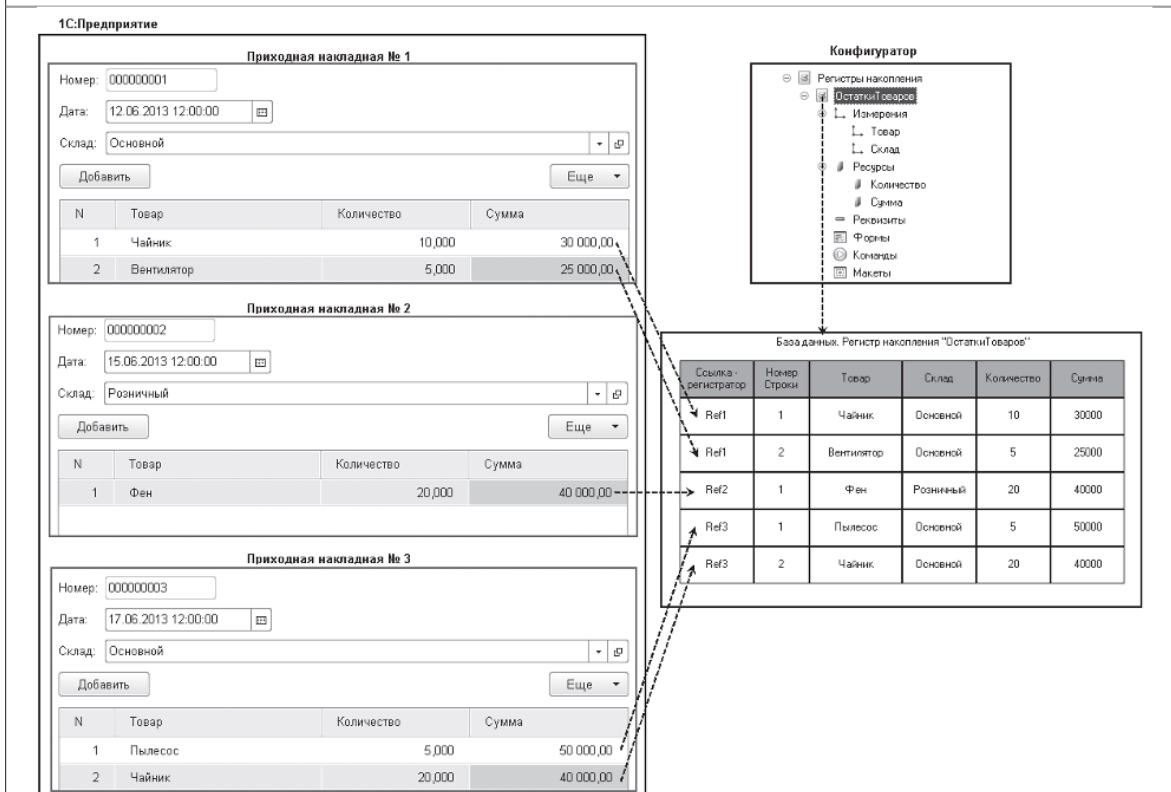 1С:Предприятие
Приходная накладная № 1
Номер: 000000001
Дата: 12.06.2013 12:00:00
Склад: Основной
Добавить Еще
N Товар Количество Сумма
1 Чайник 10,000 30 000,00
2 Вентилятор 5,000 25 000,00
Приходная накладная № 2
Номер: 000000002
Дата: 15.06.2013 12:00:00
Склад: Розничный
Добавить Еще
N Товар Количество Сумма
1 Фен 20,000 40 000,00
Приходная накладная № 3
Номер: 000000003
Дата: 17.06.2013 12:00:00
Склад: Основной
Добавить Еще
N Товар Количество Сумма
1 Пылесос 5,000 50 000,00
2 Чайник 20,000 40 000,00
Конфигуратор
Регистры накопления
ОстаткиТоваров
Измерения
Товар
Склад
Ресурсы
Количество
Сумма
Реквизиты
Формы
Команды
Макеты
База данных. Регистр накопления "ОстаткиТоваров"
Ссылка - регистратор Номер Строки Товар Склад Количество Сумма
Ref1 1 Чайник Основной 10 30000
Ref1 2 Вентилятор Основной 5 25000
Ref2 1 Фен Розничный 20 40000
Ref3 1 Пылесос Основной 5 50000
Ref3 2 Чайник Основной 20 40000